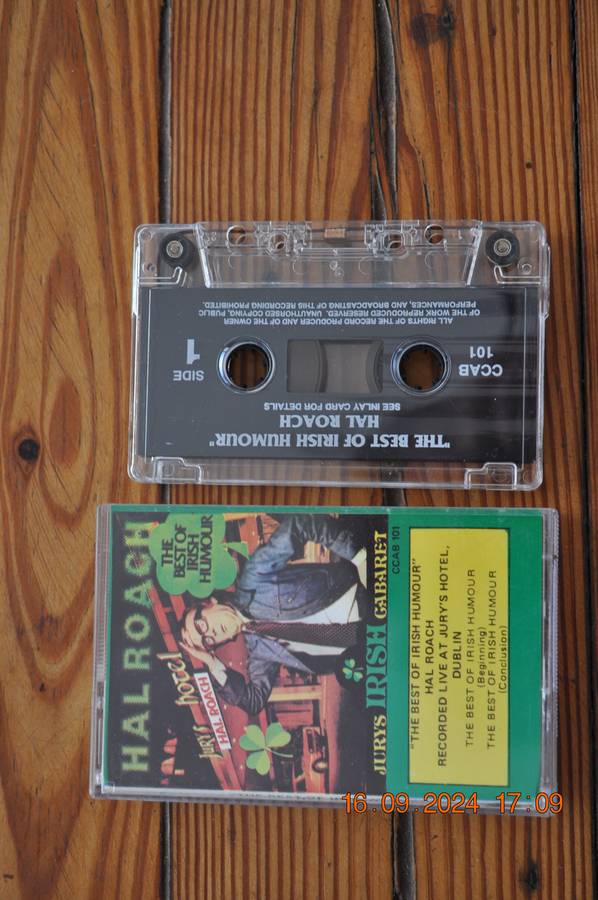 ALL RIGHTS OF THE RECORD PRODUCER AND OF THE OWNER
OF THE WORK REPRODUCED RESERVED. UNAUTHORISED COPYING, PUBLIC
PERFORMANCES, AND BROADCASTING OF THIS RECORDING PROHIBITED.
CCAB
101
SIDE
1
SEE INLAY CARD FOR DETAILS
HAL ROACH
"THE BEST OF IRISH HUMOUR"
HAL ROACH
THE
BEST OF
IRISH
HUMOUR
JURYS hotel
HAL ROACH
JURYS IRISH CABARET
CCAB 101
"THE BEST OF IRISH HUMOUR"
HAL ROACH
RECORDED LIVE AT JURY'S HOTEL,
DUBLIN
THE BEST OF IRISH HUMOUR
(Beginning)
THE BEST OF IRISH HUMOUR
(Conclusion)
16.09.2024 17:09